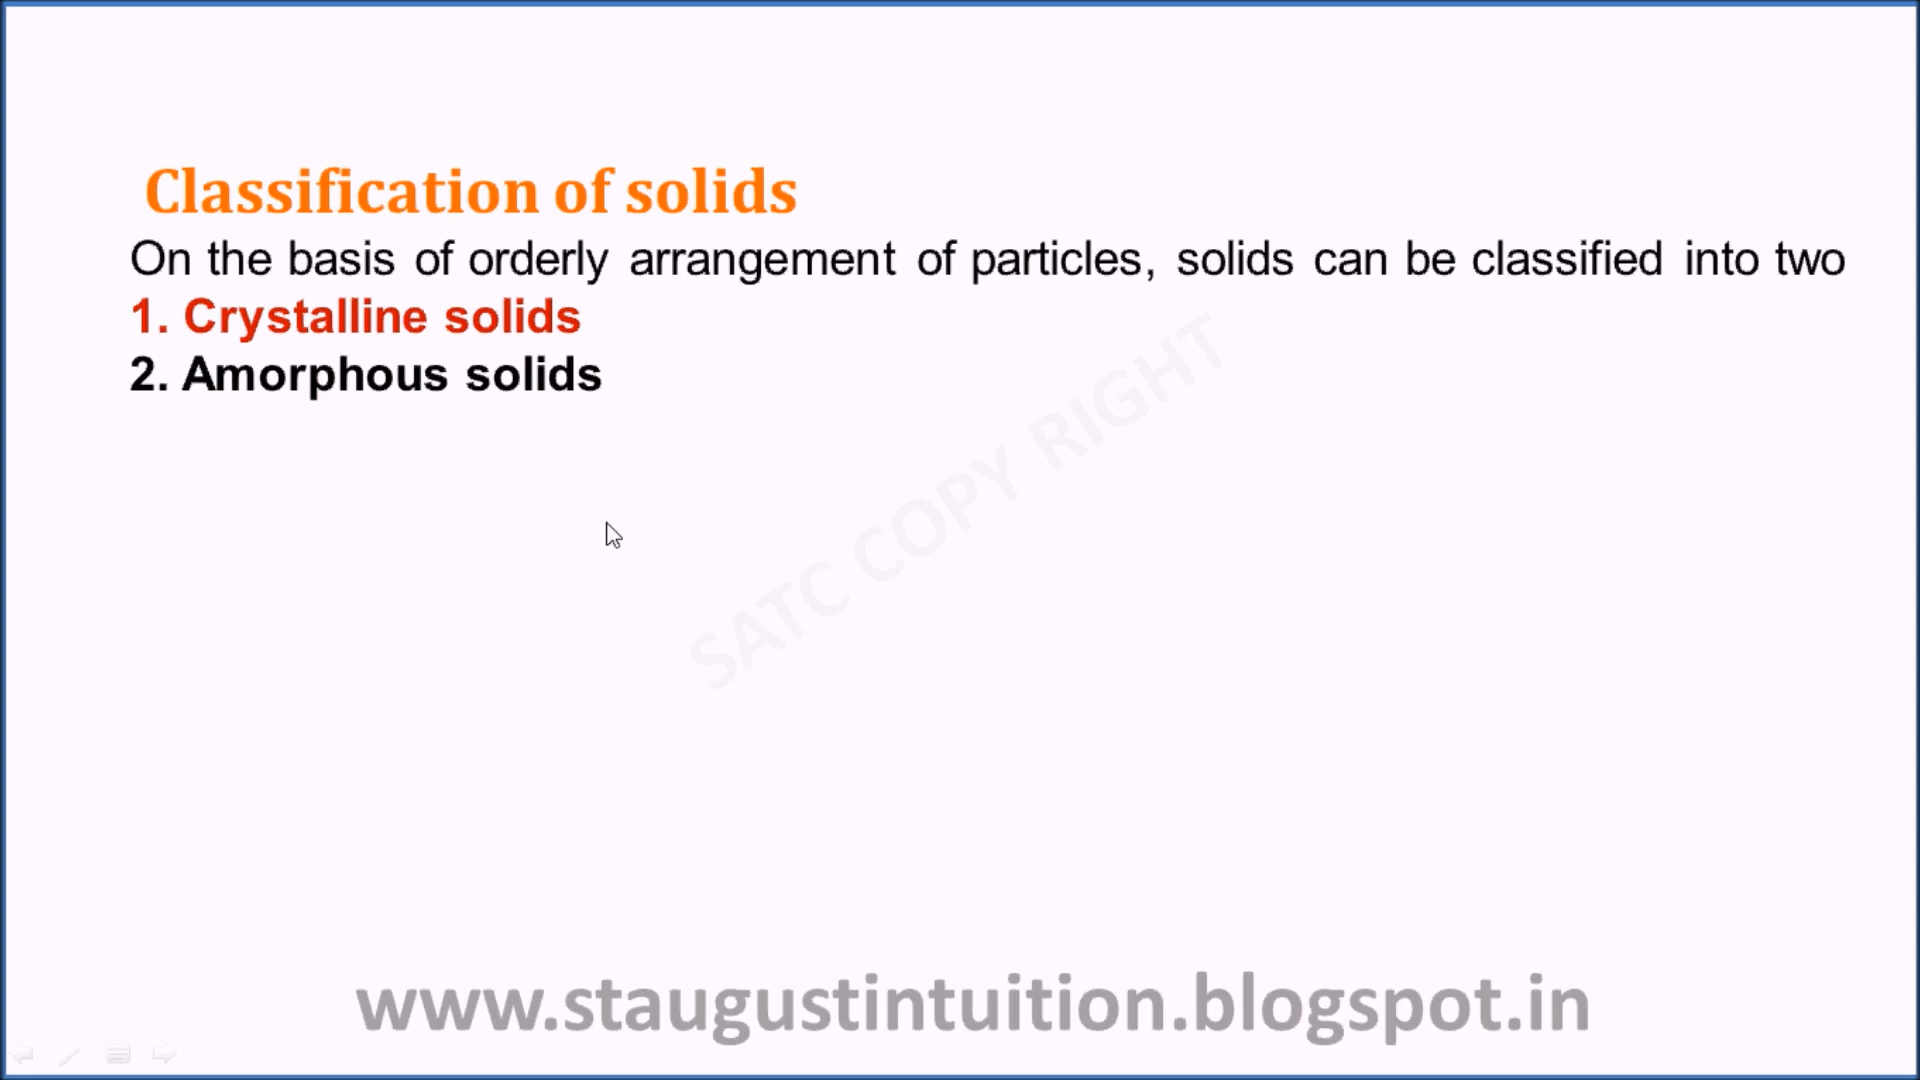 Classification of solids
On the basis of orderly arrangement of particles, solids can be classified into two
1. Crystalline solids
2. Amorphous solids
SATC COPY RIGHT
www.staugustintuition.blogspot.in